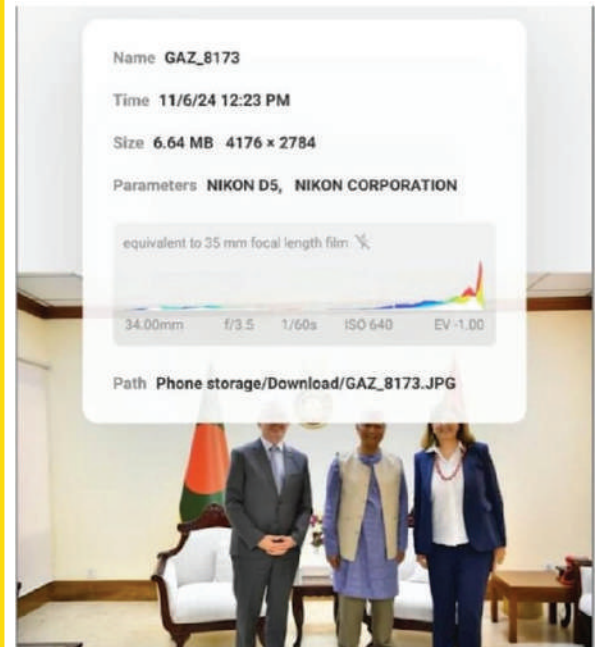 Name GAZ_8173
Time 11/6/24 12:23 PM
Size 6.64 MB 4176 × 2784
Parameters NIKON D5, NIKON CORPORATION
equivalent to 35 mm focal length film
34.00mm f/3.5 1/60s ISO 640 EV -1.00
Path Phone storage/Download/GAZ_8173.JPG